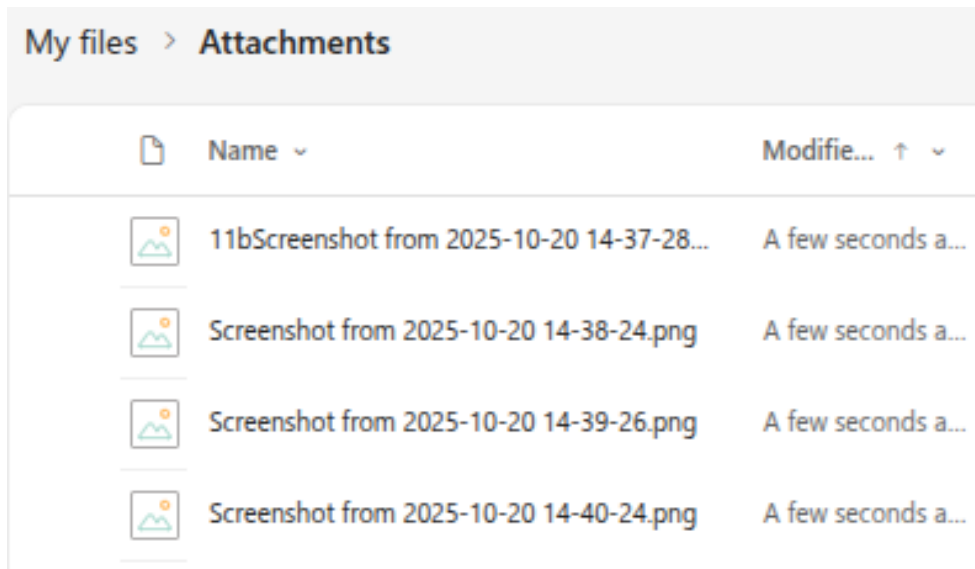 My files > Attachments
Name Modifie... ↑
11bScreenshot from 2025-10-20 14-37-28... A few seconds a...
Screenshot from 2025-10-20 14-38-24.png A few seconds a...
Screenshot from 2025-10-20 14-39-26.png A few seconds a...
Screenshot from 2025-10-20 14-40-24.png A few seconds a...